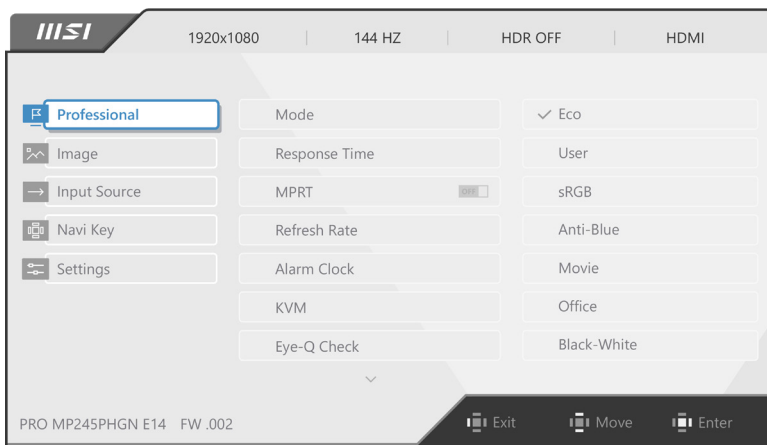 msi
1920x1080
144 HZ
HDR OFF
HDMI
Professional
Image
Input Source
Navi Key
Settings
Mode
Response Time
MPRT
OFF
Refresh Rate
Alarm Clock
KVM
Eye-Q Check
Eco
User
sRGB
Anti-Blue
Movie
Office
Black-White
PRO MP245PHGN E14 FW .002
Exit
Move
Enter